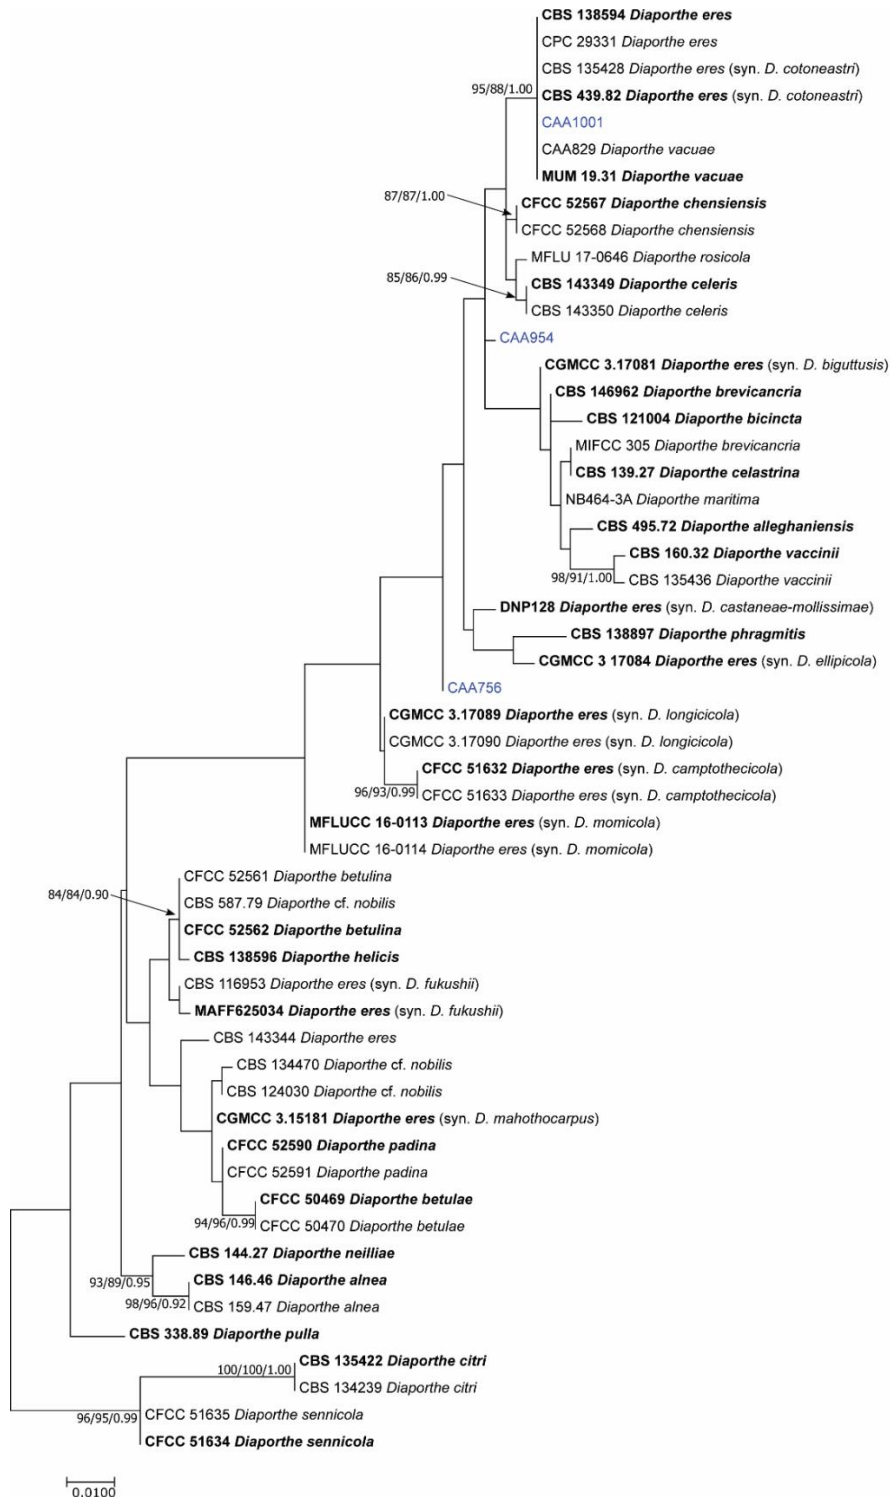 CBS 138594 Diaporthe eres
CPC 29331 Diaporthe eres
CBS 135428 Diaporthe eres (syn. D. cotoneastri)
95/88/1.00
CBS 439.82 Diaporthe eres (syn. D. cotoneastri)
CAA1001
CAA829 Diaporthe vacuae
MUM 19.31 Diaporthe vacuae
87/87/1.00
CFCC 52567 Diaporthe chensiensis
CFCC 52568 Diaporthe chensiensis
MFLU 17-0646 Diaporthe rosicola
85/86/0.99
CBS 143349 Diaporthe celeris
CBS 143350 Diaporthe celeris
CAA954
CGMCC 3.17081 Diaporthe eres (syn. D. biguttusis)
CBS 146962 Diaporthe brevicancria
CBS 121004 Diaporthe bicincta
MIFCC 305 Diaporthe brevicancria
CBS 139.27 Diaporthe celastrina
NB464-3A Diaporthe maritima
CBS 495.72 Diaporthe alleghaniensis
CBS 160.32 Diaporthe vaccinii
98/91/1.00
CBS 135436 Diaporthe vaccinii
DNP128 Diaporthe eres (syn. D. castaneae-mollissimae)
CBS 138897 Diaporthe phragmitis
CGMCC 3 17084 Diaporthe eres (syn. D. ellipicola)
CAA756
CGMCC 3.17089 Diaporthe eres (syn. D. longicicola)
CGMCC 3.17090 Diaporthe eres (syn. D. longicicola)
CFCC 51632 Diaporthe eres (syn. D. camptothecicola)
96/93/0.99
CFCC 51633 Diaporthe eres (syn. D. camptothecicola)
MFLUCC 16-0113 Diaporthe eres (syn. D. momicola)
MFLUCC 16-0114 Diaporthe eres (syn. D. momicola)
CFCC 52561 Diaporthe betulina
84/84/0.90
CBS 587.79 Diaporthe cf. nobilis
CFCC 52562 Diaporthe betulina
CBS 138596 Diaporthe helicis
CBS 116953 Diaporthe eres (syn. D. fukushii)
MAFF625034 Diaporthe eres (syn. D. fukushii)
CBS 143344 Diaporthe eres
CBS 134470 Diaporthe cf. nobilis
CBS 124030 Diaporthe cf. nobilis
CGMCC 3.15181 Diaporthe eres (syn. D. mahothocarpus)
CFCC 52590 Diaporthe padina
CFCC 52591 Diaporthe padina
CFCC 50469 Diaporthe betulae
94/96/0.99
CFCC 50470 Diaporthe betulae
CBS 144.27 Diaporthe neilliae
93/89/0.95
CBS 146.46 Diaporthe alnea
98/96/0.92
CBS 159.47 Diaporthe alnea
CBS 338.89 Diaporthe pulla
CBS 135422 Diaporthe citri
100/100/1.00
CBS 134239 Diaporthe citri
CFCC 51635 Diaporthe sennicola
96/95/0.99
CFCC 51634 Diaporthe sennicola
0.0100